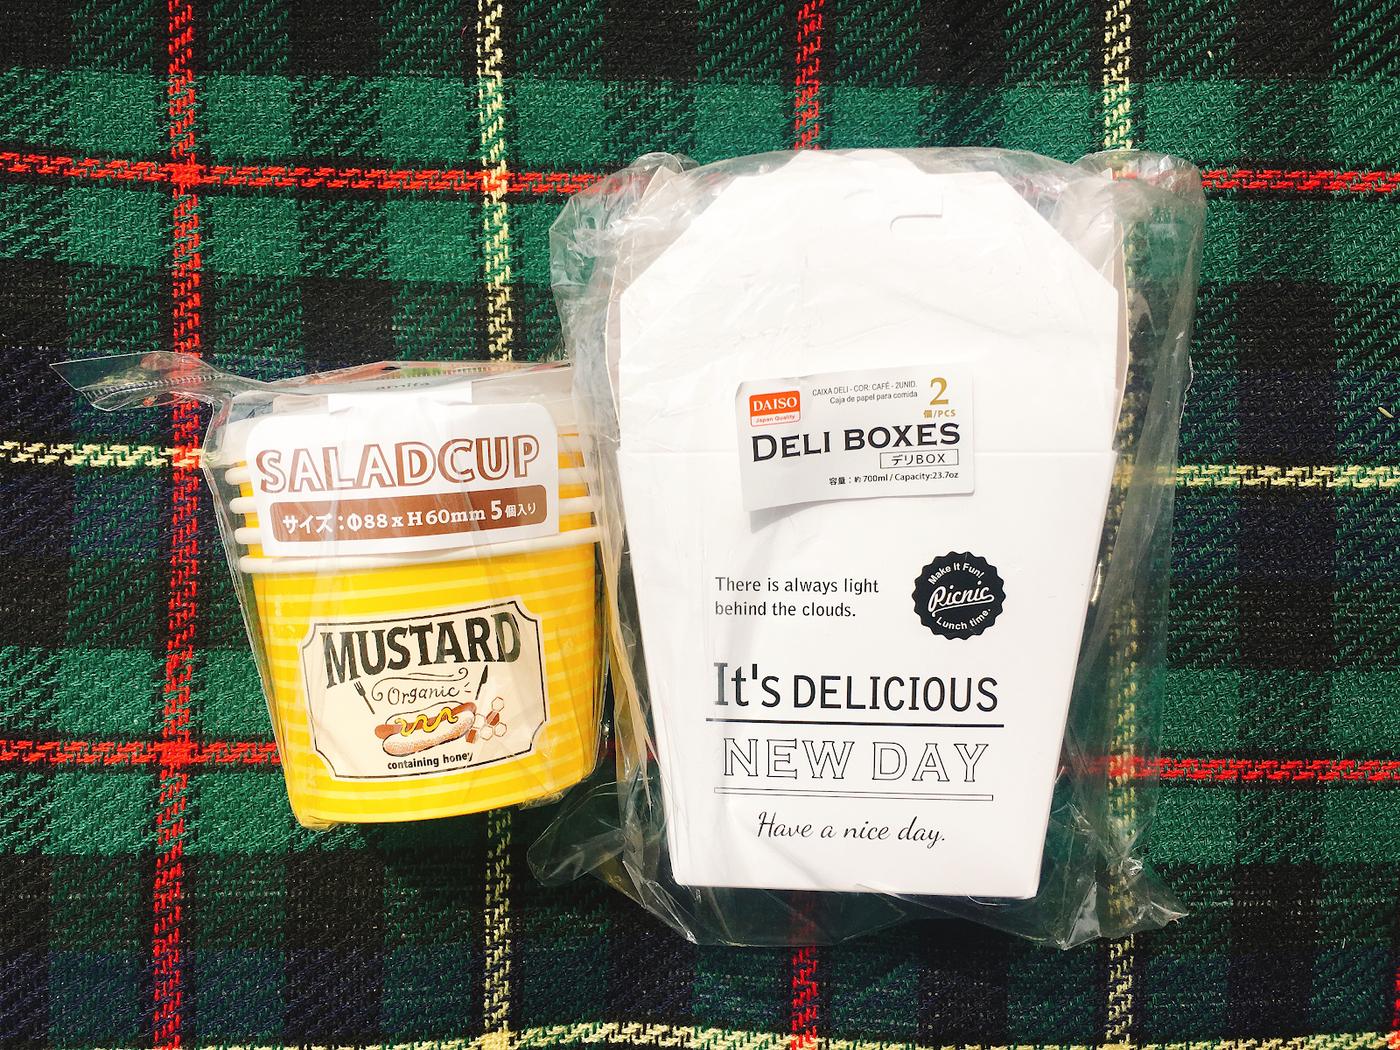 SALADCUP
サイズ：Φ88xH60mm 5個入り
MUSTARD
Organic
containing honey
DAISO
Japan Quality
CAIXA DELI - COR: CAFÉ - 2UNID.
Caja de papel para comida
2
個/PCS
DELI BOXES
デリBOX
容量：約700ml / Capacity:23.7oz
There is always light
behind the clouds.
Make It Fun!
Picnic
Lunch time.
It's DELICIOUS
NEW DAY
Have a nice day.